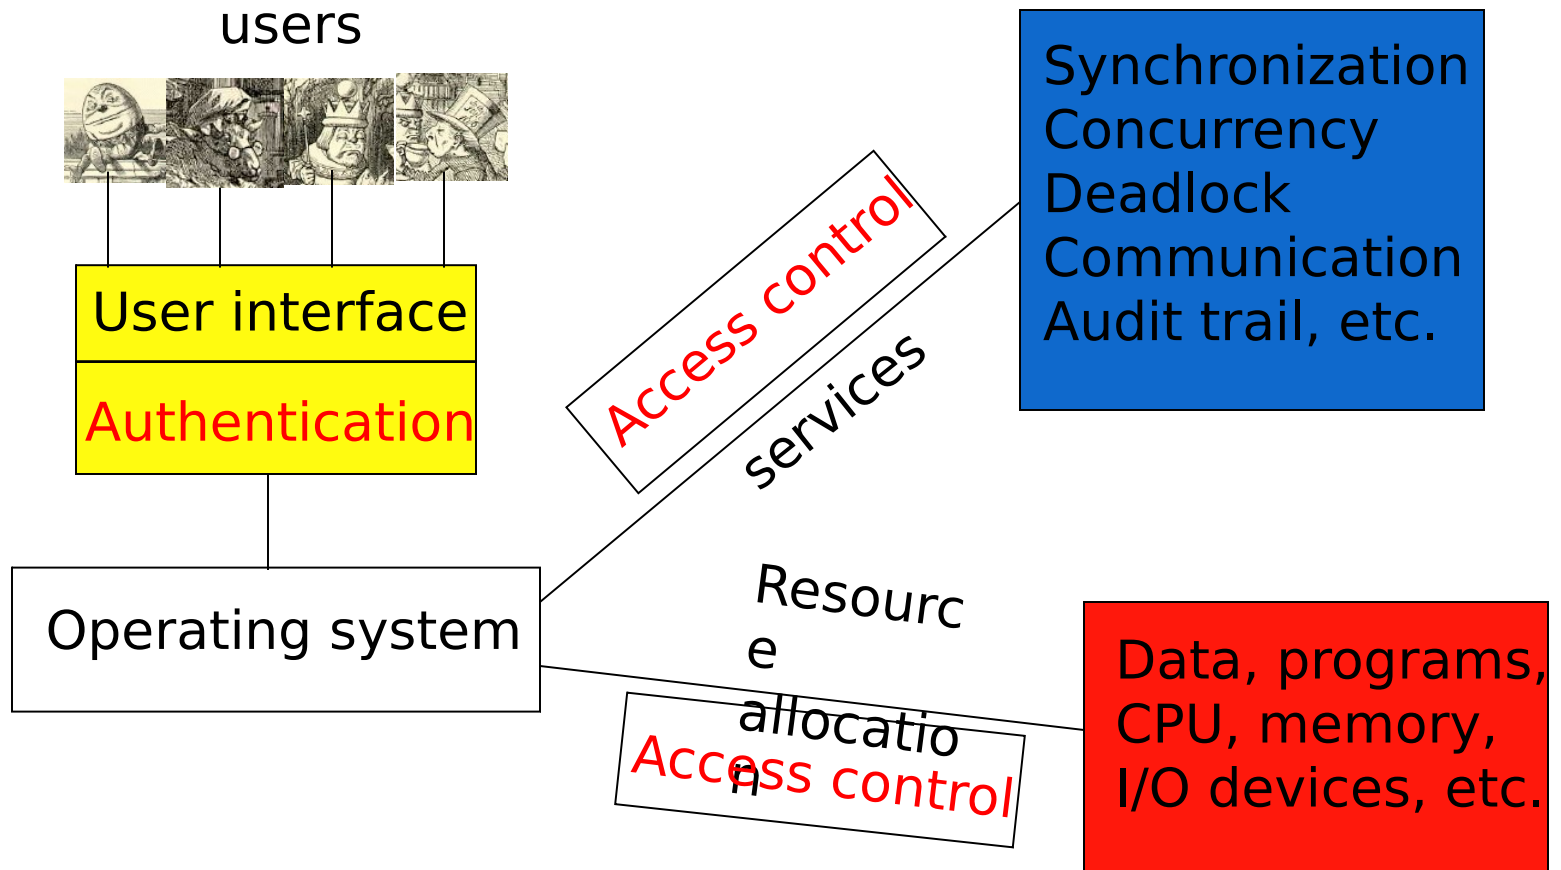 users
User interface
Authentication
Operating system
Access control
services
Synchronization
Concurrency
Deadlock
Communication
Audit trail, etc.
Resourc
e
allocatio
n
Access control
Data, programs,
CPU, memory,
I/O devices, etc.